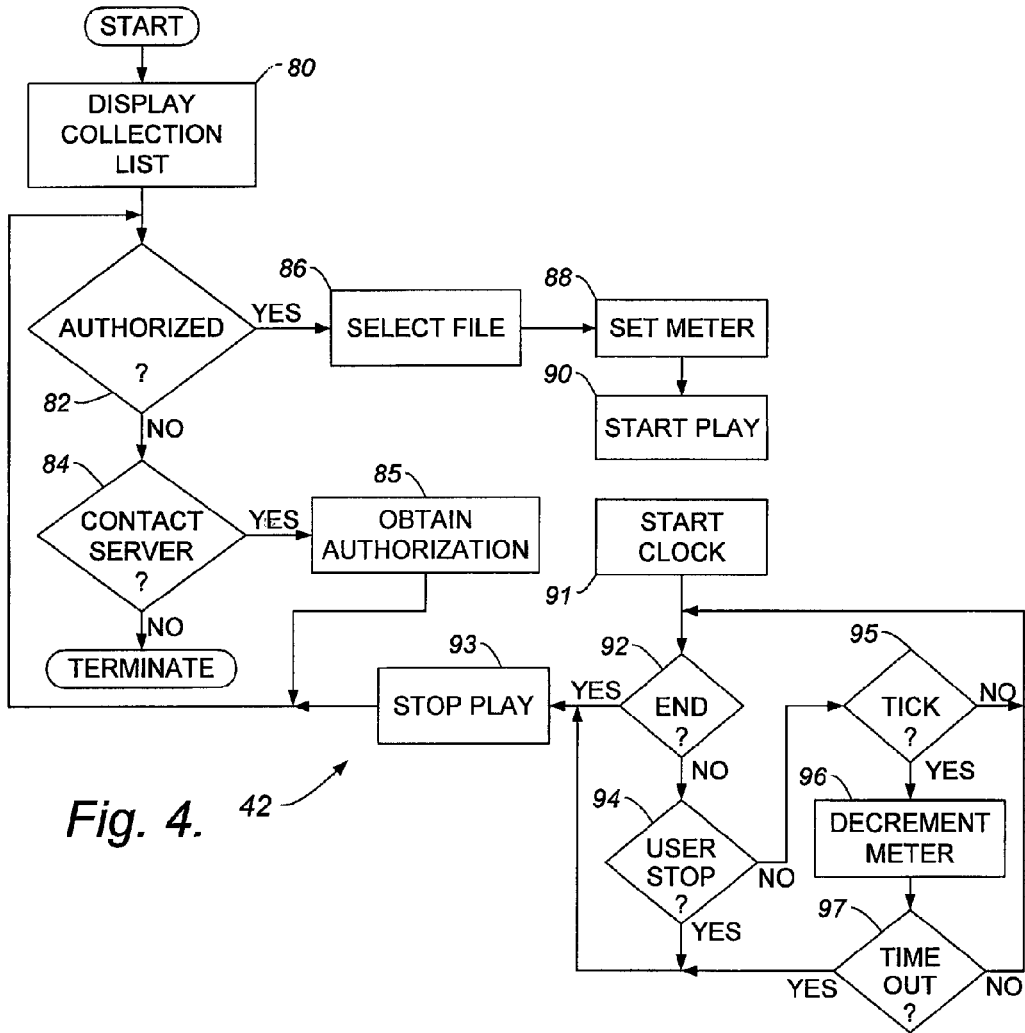 START
80
DISPLAY
COLLECTION
LIST
AUTHORIZED
?
82
YES
86
SELECT FILE
88
SET METER
90
START PLAY
NO
84
CONTACT
SERVER
?
YES
85
OBTAIN
AUTHORIZATION
NO
TERMINATE
START
CLOCK
91
92
END
?
YES
93
STOP PLAY
NO
94
USER
STOP
?
NO
YES
95
TICK
?
NO
YES
96
DECREMENT
METER
97
TIME
OUT
?
YES
NO
42
Fig. 4.